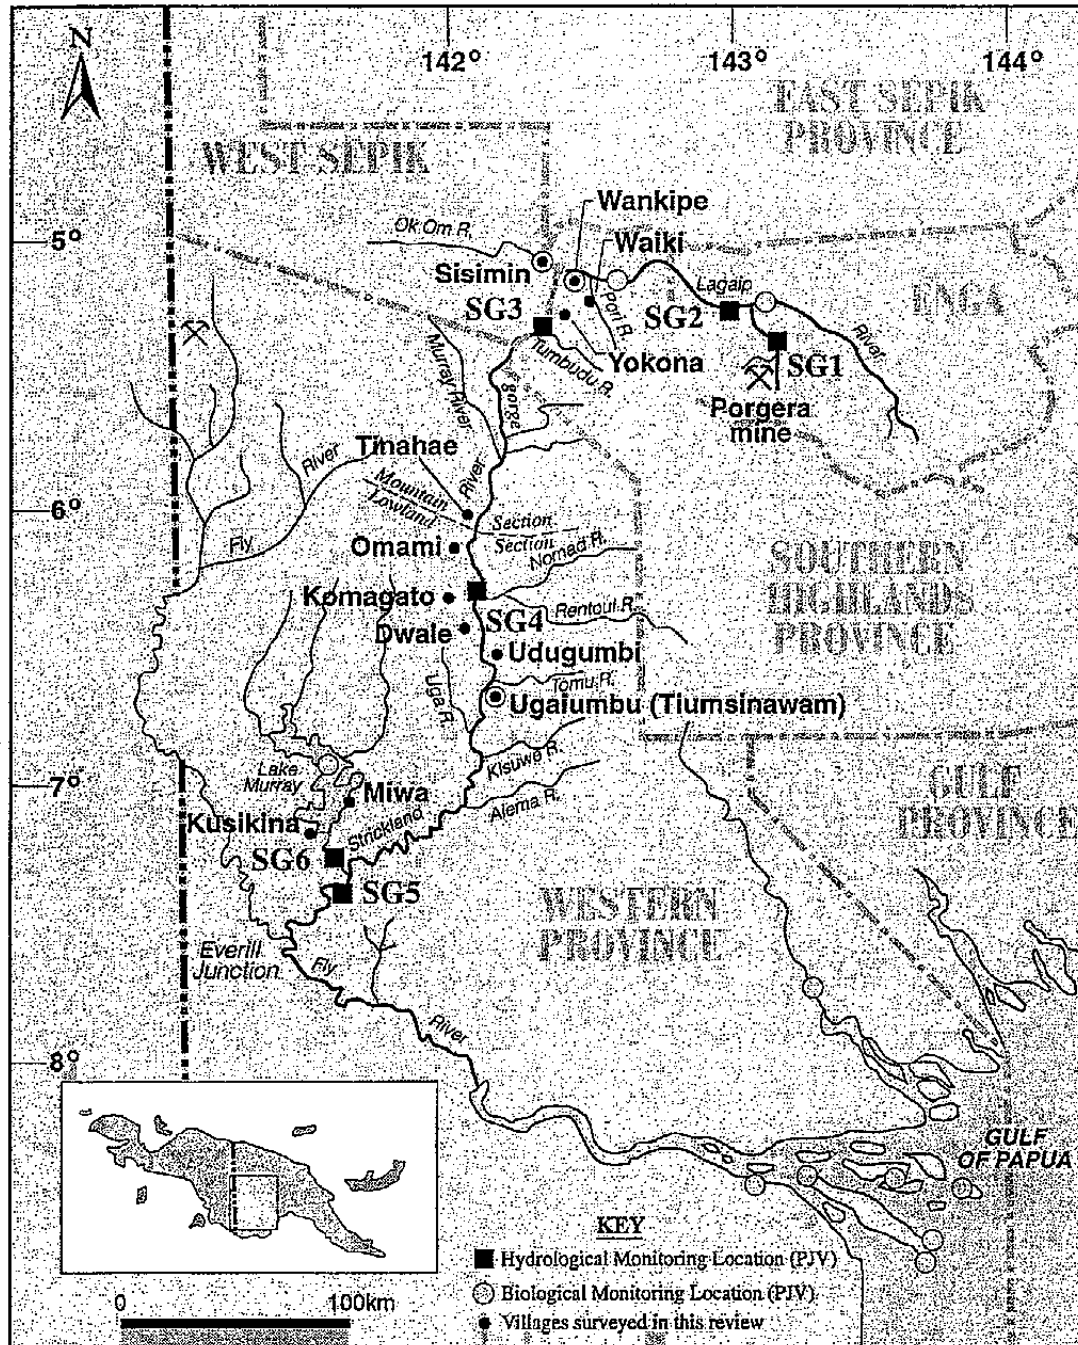 N
142°
143°
144°
EAST SEPIK
PROVINCE
WEST SEPIK
Wankipe
Ok Om R.
Waiki
5°
Sisimin
Lagaip
ENGA
SG3
Pori R.
SG2
River
Yokona
SG1
Murray River
Tumbudu R.
gorge
Porgera
mine
Tinahae
River
River
Mountain
Lowland
6°
Section
Section
Fly
Omami
Nomad R.
SOUTHERN
HIGHLANDS
PROVINCE
Komagato
Rentoul R.
SG4
Dwale
Udugumbi
Tomu R.
Uga R.
Ugaiumbu (Tiumsinawam)
Kisuwe R.
Lake
Murray
7°
Miwa
GULF
PROVINCE
Alema R.
Kusikina
Strickland
SG6
SG5
WESTERN
PROVINCE
Everill
Junction
Fly
River
8°
GULF
OF PAPUA
KEY
Hydrological Monitoring Location (PJV)
Biological Monitoring Location (PJV)
Villages surveyed in this review
0
100km